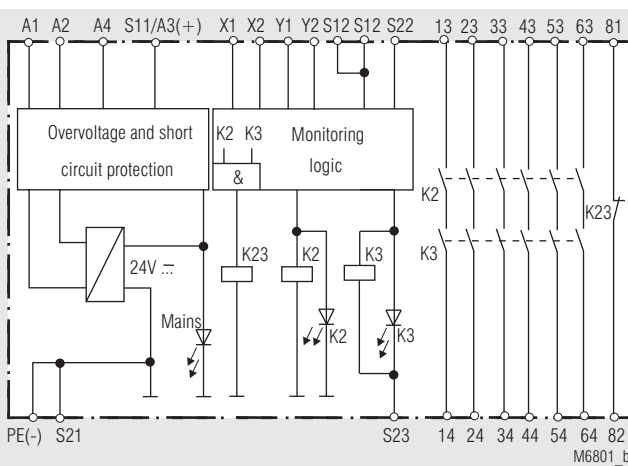 A1 A2 A4 S11/A3(+) X1 X2 Y1 Y2 S12 S12 S22 13 23 33 43 53 63 81
Overvoltage and short
circuit protection
K2 K3
&
Monitoring
logic
K2
K23
K3
24V
K23
K2
K3
Mains
K2
K3
PE(-) S21 S23 14 24 34 44 54 64 82
M6801_b